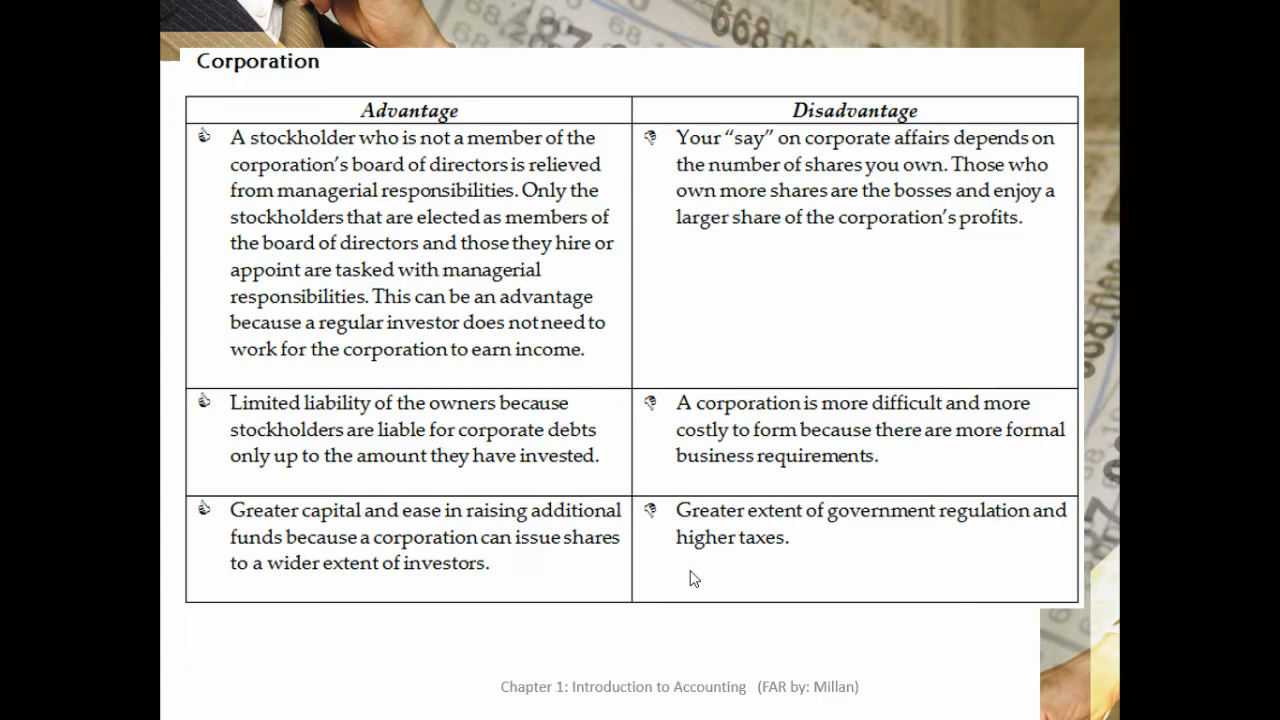 668.0
Corporation
Advantage
Disadvantage
A stockholder who is not a member of the
corporation's board of directors is relieved
from managerial responsibilities. Only the
stockholders that are elected as members of
the board of directors and those they hire or
appoint are tasked with managerial
responsibilities. This can be an advantage
because a regular investor does not need to
work for the corporation to earn income.
Your “say” on corporate affairs depends on
the number of shares you own. Those who
own more shares are the bosses and enjoy a
larger share of the corporation's profits.
Limited liability of the owners because
stockholders are liable for corporate debts
only up to the amount they have invested.
A corporation is more difficult and more
costly to form because there are more formal
business requirements.
Greater capital and ease in raising additional
funds because a corporation can issue shares
to a wider extent of investors.
Greater extent of government regulation and
higher taxes.
Chapter 1: Introduction to Accounting (FAR by: Millan)